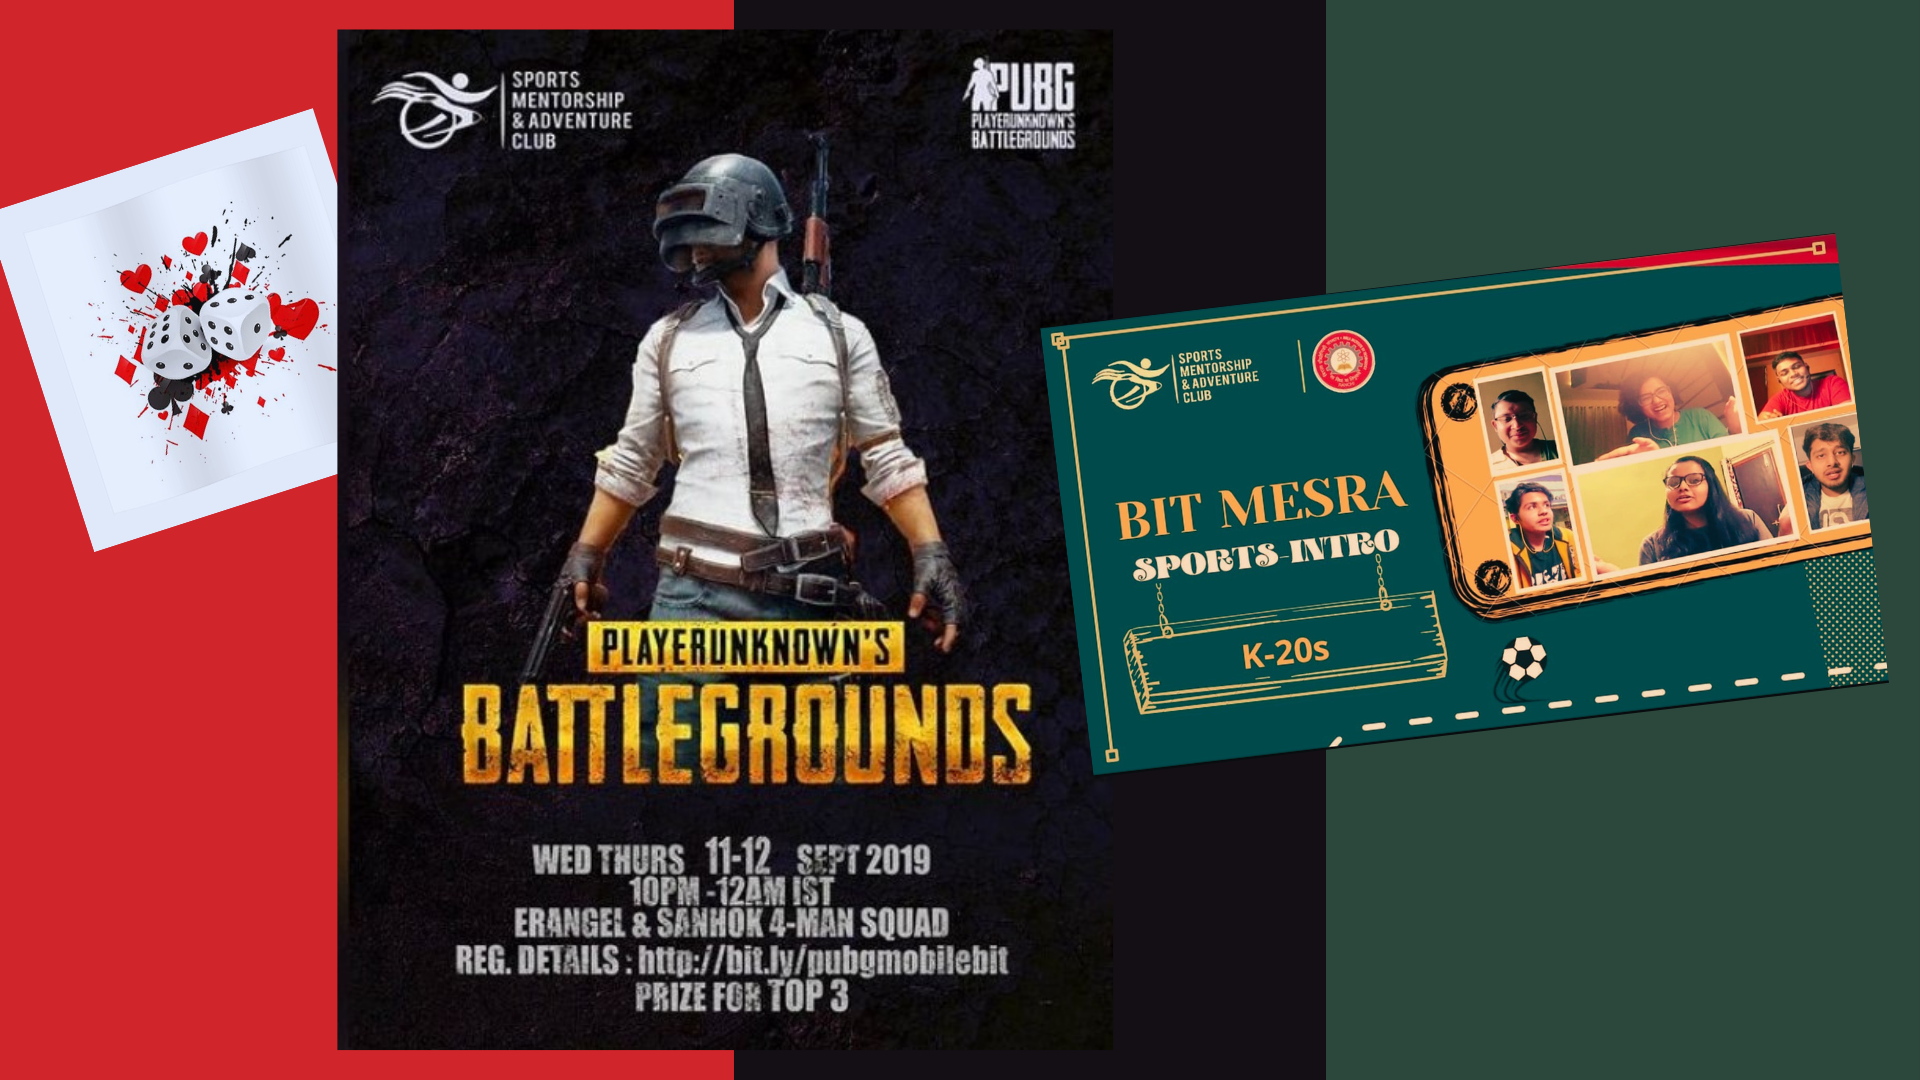 SPORTS
MENTORSHIP
& ADVENTURE
CLUB
PUBG
PLAYERUNKNOWN'S
BATTLEGROUNDS
PLAYERUNKNOWN'S
BATTLEGROUNDS
WED THURS 11-12 SEPT 2019
10PM -12AM IST
ERANGEL & SANHOK 4-MAN SQUAD
REG. DETAILS : http://bit.ly/pubgmobilebit
PRIZE FOR TOP 3
SPORTS
MENTORSHIP
& ADVENTURE
CLUB
BIT MESRA
SPORTS-INTRO
K-20s